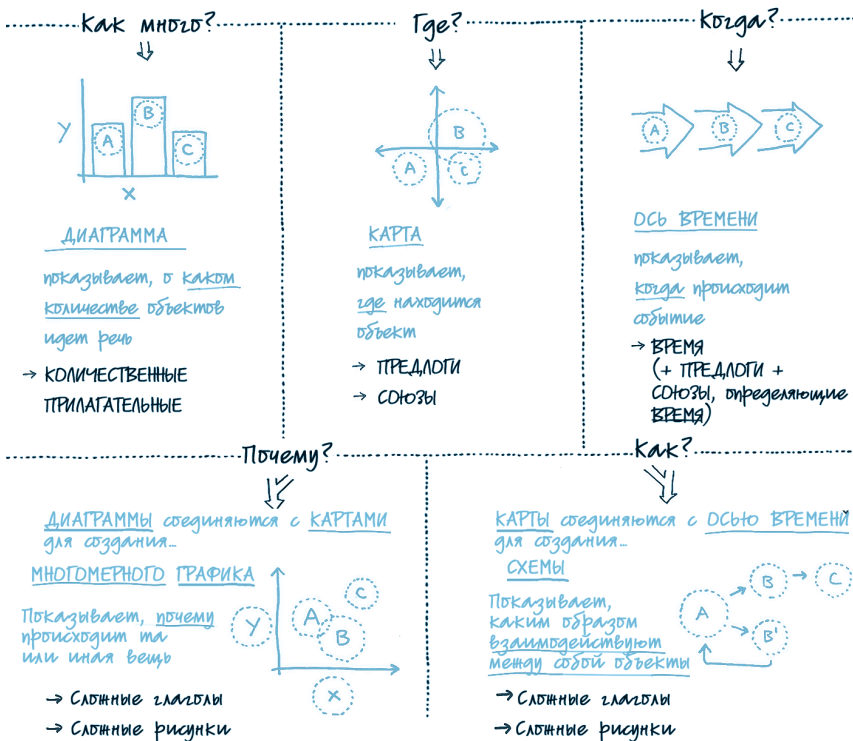 Как много?
Y
A
B
C
X
ДИАГРАММА
показывает, о каком
количестве объектов
идет речь
→ КОЛИЧЕСТВЕННЫЕ
ПРИЛАГАТЕЛЬНЫЕ
Где?
B
A
C
КАРТА
показывает,
где находится
объект
→ ПРЕДЛОГИ
→ СОЮЗЫ
Когда?
A
B
C
ОСЬ ВРЕМЕНИ
показывает,
когда происходит
событие
→ ВРЕМЯ
(+ ПРЕДЛОГИ +
СОЮЗЫ, определяющие
ВРЕМЯ)
Почему?
ДИАГРАММЫ соединяются с КАРТАМИ
для создания...
МНОГОМЕРНОГО ГРАФИКА
Показывает, почему
происходит та
или иная вещь
Y
A
B
C
X
→ Сложные глаголы
→ Сложные рисунки
Как?
КАРТЫ соединяются с ОСЬЮ ВРЕМЕНЙ
для создания...
СХЕМЫ
Показывает,
каким образом
взаимодействуют
между собой объекты
A
B
C
B'
→ Сложные глаголы
→ Сложные рисунки